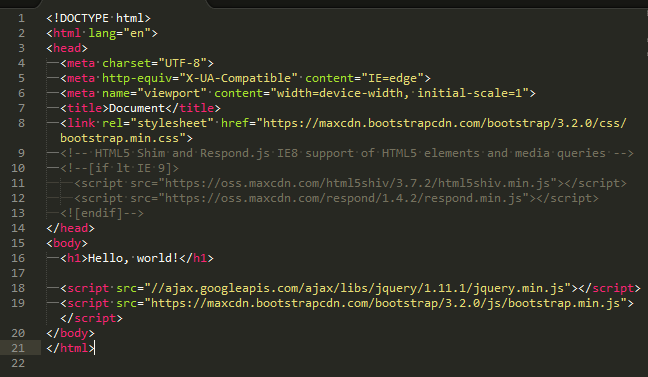 1 <!DOCTYPE html>
2 <html lang="en">
3 <head>
4 <meta charset="UTF-8">
5 <meta http-equiv="X-UA-Compatible" content="IE=edge">
6 <meta name="viewport" content="width=device-width, initial-scale=1">
7 <title>Document</title>
8 <link rel="stylesheet" href="https://maxcdn.bootstrapcdn.com/bootstrap/3.2.0/css/
bootstrap.min.css">
9 <!-- HTML5 Shim and Respond.js IE8 support of HTML5 elements and media queries -->
10 <!--[if lt IE 9]>
11 <script src="https://oss.maxcdn.com/html5shiv/3.7.2/html5shiv.min.js"></script>
12 <script src="https://oss.maxcdn.com/respond/1.4.2/respond.min.js"></script>
13 <![endif]-->
14 </head>
15 <body>
16 <h1>Hello, world!</h1>
17
18 <script src="//ajax.googleapis.com/ajax/libs/jquery/1.11.1/jquery.min.js"></script>
19 <script src="https://maxcdn.bootstrapcdn.com/bootstrap/3.2.0/js/bootstrap.min.js">
</script>
20 </body>
21 </html>
22